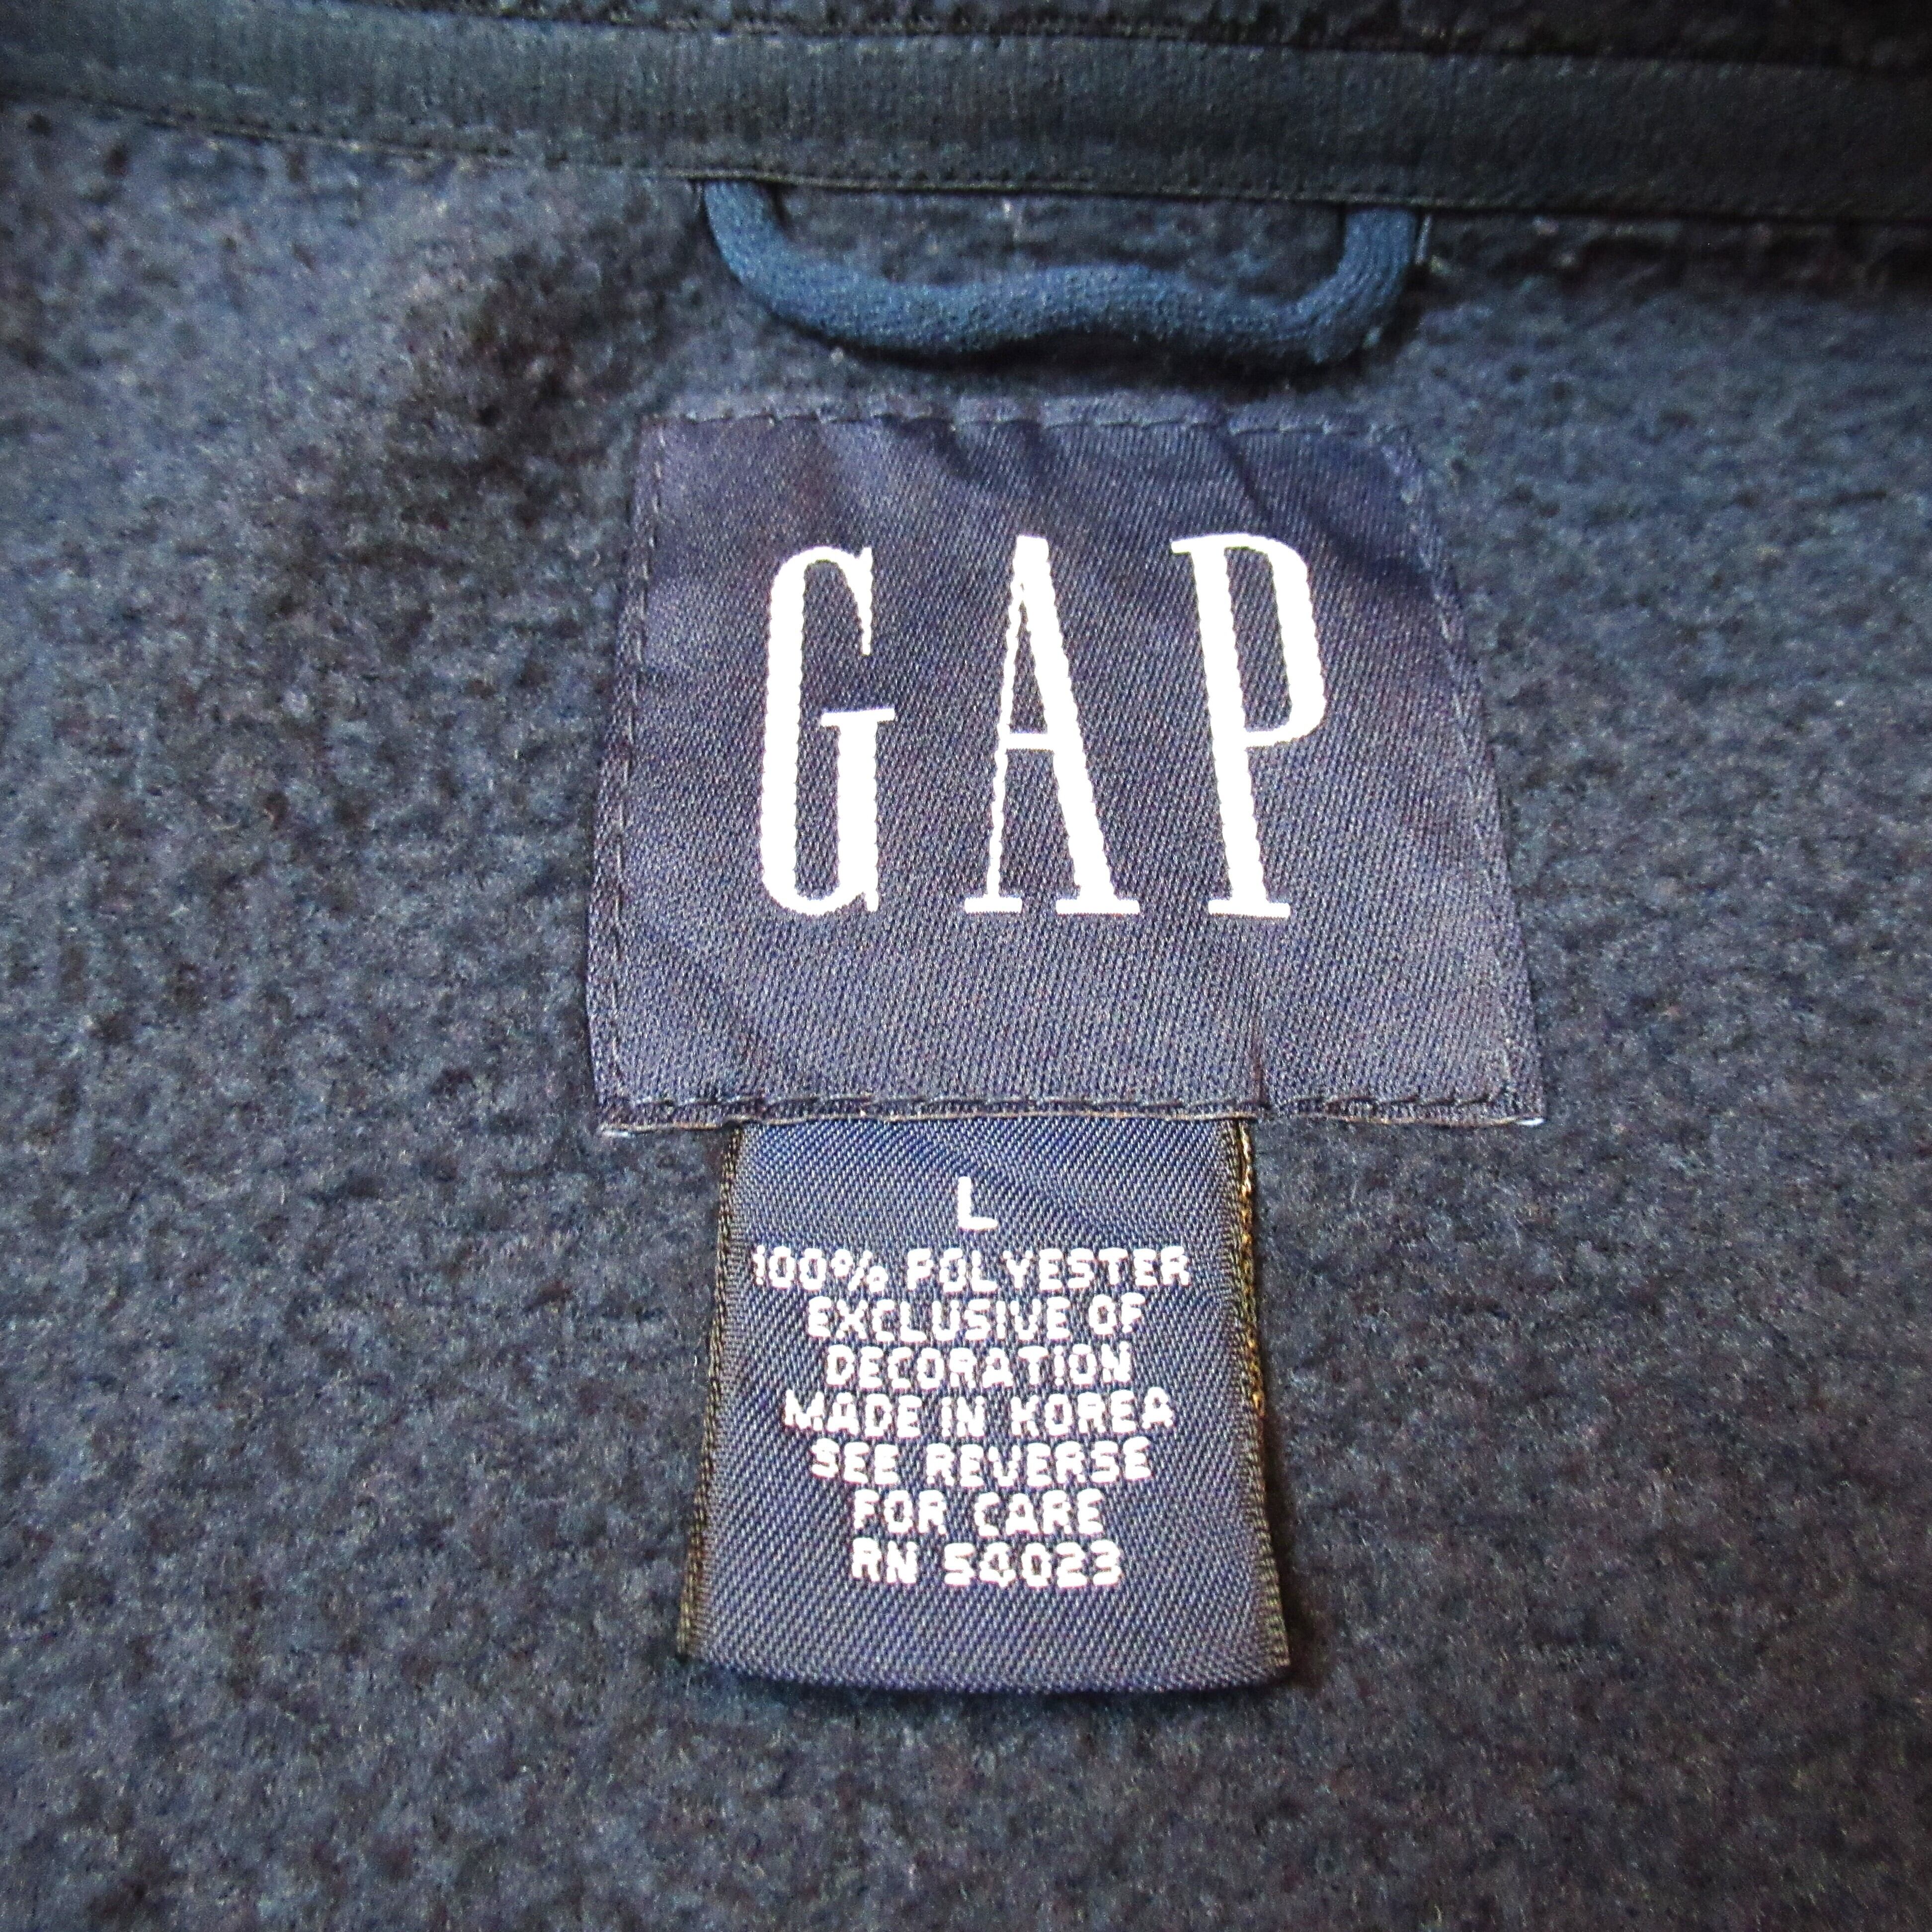 GAP
L
100% POLYESTER
EXCLUSIVE OF
DECORATION
MADE IN KOREA
SEE REVERSE
FOR CARE
RN 54023